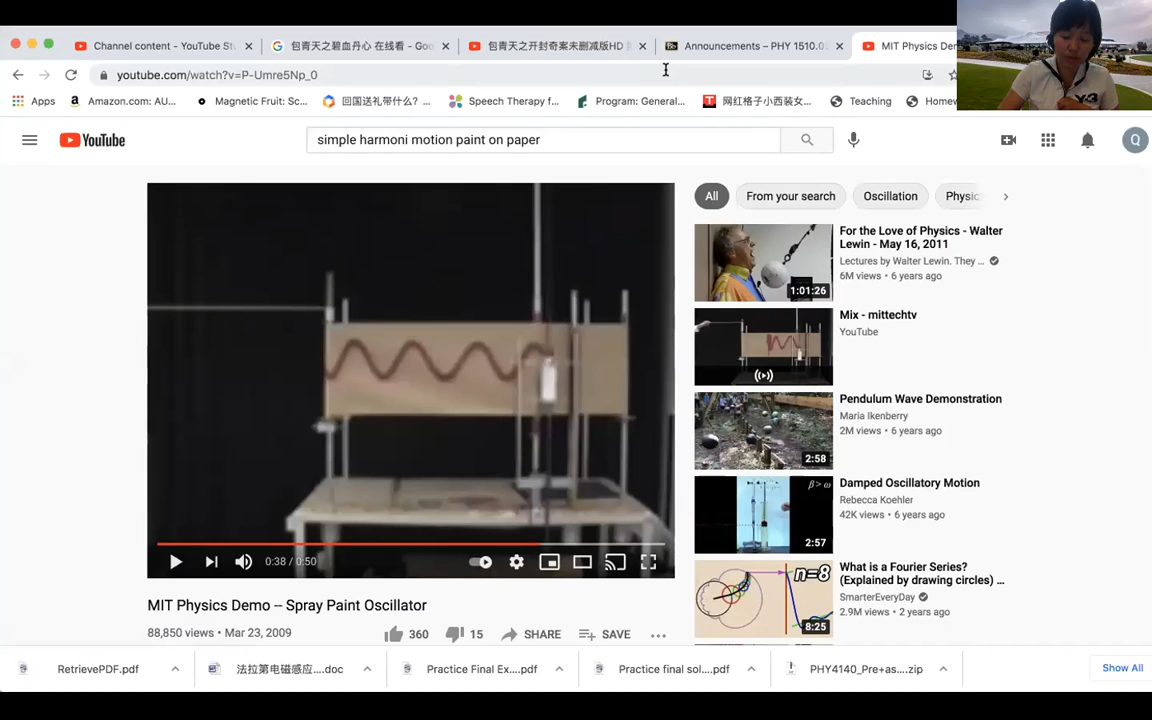 Channel content - YouTube St
包青天之碧血丹心 在线看 - Goo
包青天之开封奇案未删减版HD
Announcements – PHY 1510.0
MIT Physics Dem
youtube.com/watch?v=P-Umre5Np_0
Apps
Amazon.com: AU...
Magnetic Fruit: Sc...
回国送礼带什么? ...
Speech Therapy f...
Program: General...
网红格子小西装女...
Teaching
Homew
YouTube
simple harmoni motion paint on paper
Q
All
From your search
Oscillation
Physic
For the Love of Physics - Walter
Lewin - May 16, 2011
Lectures by Walter Lewin. They ...
6M views • 6 years ago
1:01:26
Mix - mittechtv
YouTube
Pendulum Wave Demonstration
Maria Ikenberry
2M views • 6 years ago
2:58
Damped Oscillatory Motion
Rebecca Koehler
42K views • 6 years ago
β>ω
2:57
What is a Fourier Series?
(Explained by drawing circles) ...
SmarterEveryDay
2.9M views • 2 years ago
n=8
8:25
0:38 / 0:50
MIT Physics Demo -- Spray Paint Oscillator
88,850 views • Mar 23, 2009
360
15
SHARE
SAVE
RetrievePDF.pdf
法拉第电磁感应....doc
Practice Final Ex....pdf
Practice final sol....pdf
PHY4140_Pre+as....zip
Show All
Y-3